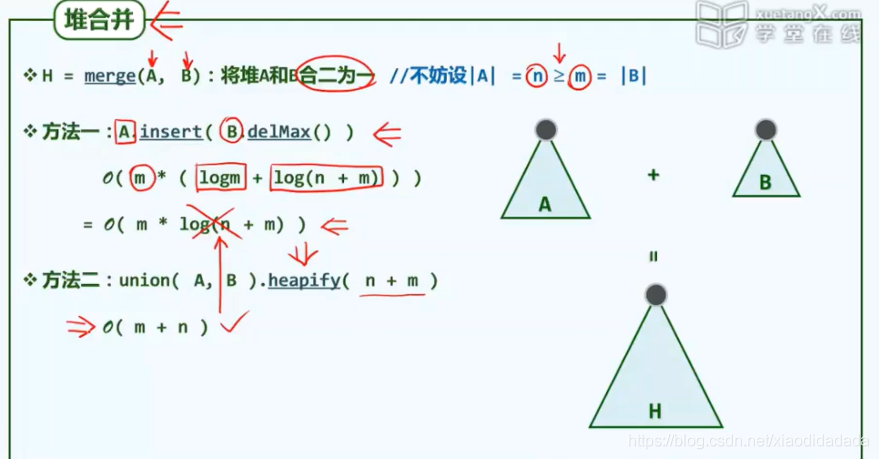 堆合并
xuetangX.com
学堂在线
❖ H = merge(A, B)：将堆A和B合二为一 //不妨设|A| = n ≥ m = |B|
❖ 方法一：A.insert( B.delMax() )
O( m * ( logm + log(n + m) ) )
= O( m * log(n + m) )
❖ 方法二：union( A, B ).heapify( n + m )
O( m + n )
A
+
B
=
H
https://blog.csdn.net/xiaodidadada